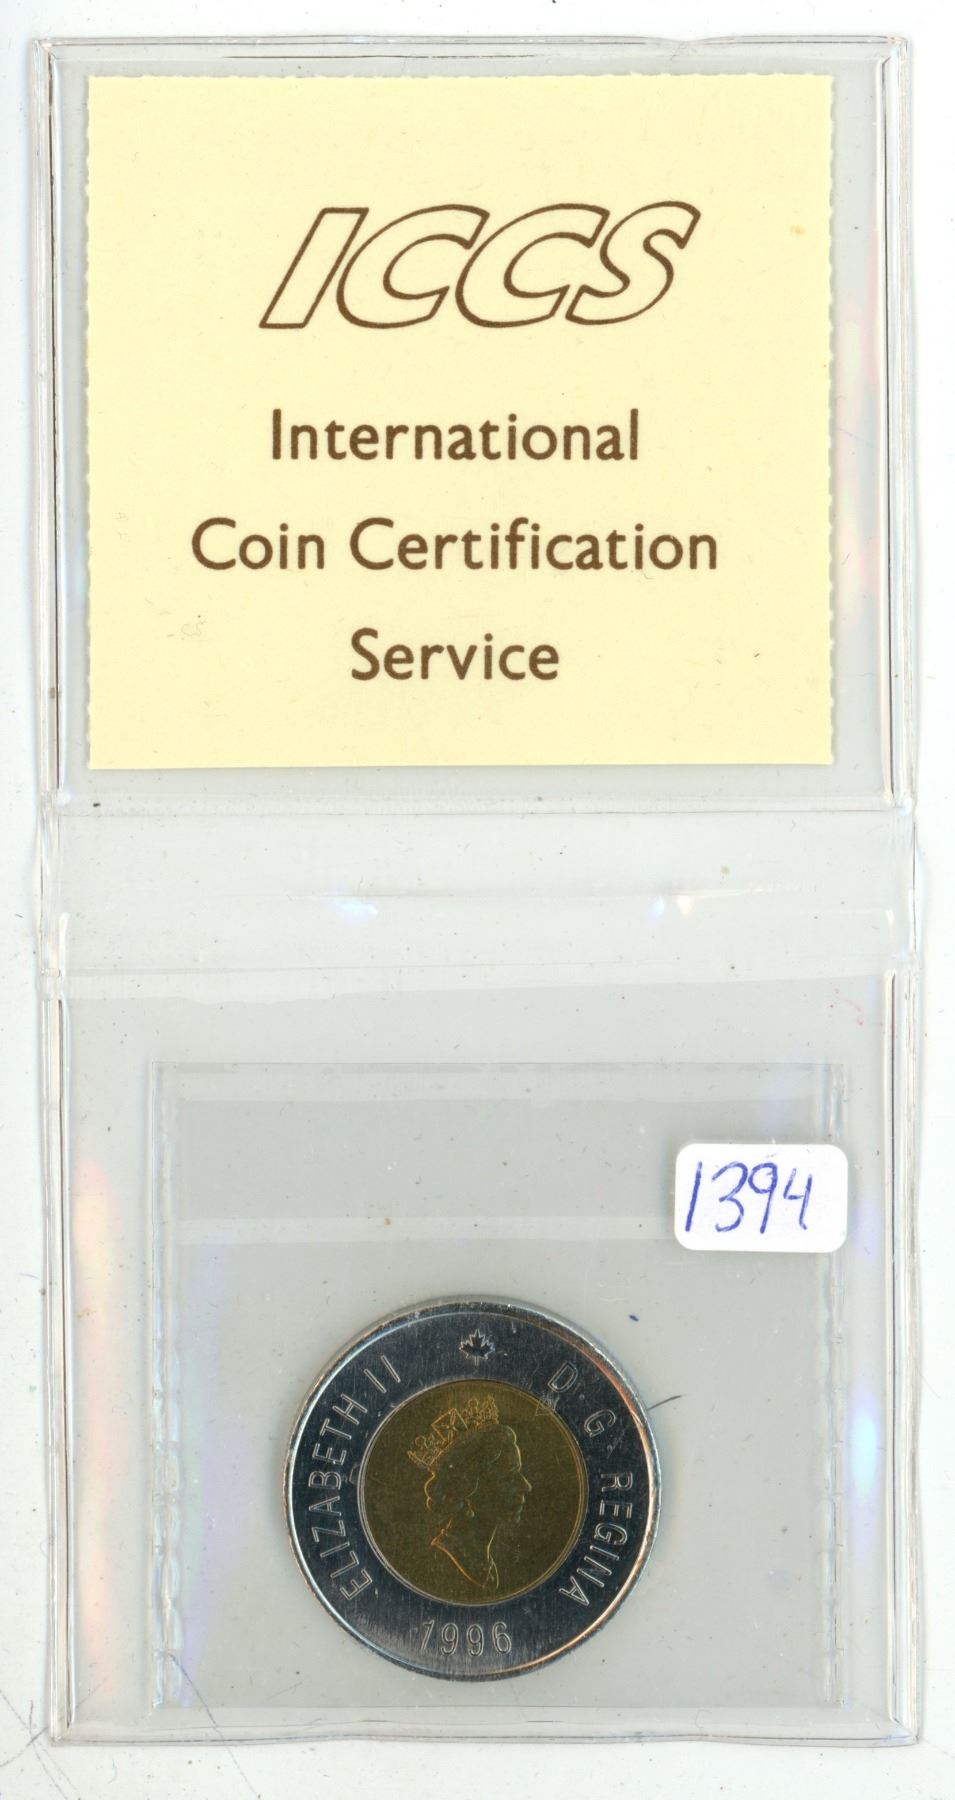 ICCS
International
Coin Certification
Service
1394
ELIZABETH II D·G·REGINA
1996